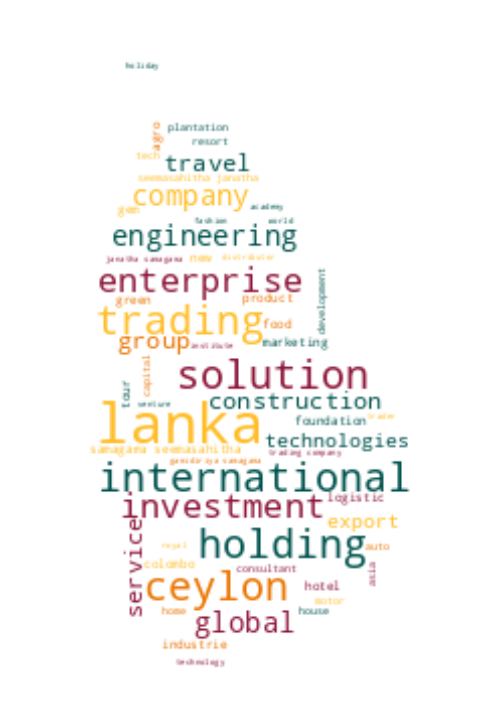 holiday
agro plantation
resort
tech travel
seemasahitha janatha
company
gem academy
fashion world
engineering
janatha samagama new distributor
enterprise
green product development
trading food
group institute marketing
solution
capital
tour venture construction
lanka foundation trader
technologies
samagama seemasahitha trading company
pentidiriya samagama
international
investment logistic
export
service holding auto
royal
colombo consultant asia
ceylon hotel
motor
home house
global
industrie
technology